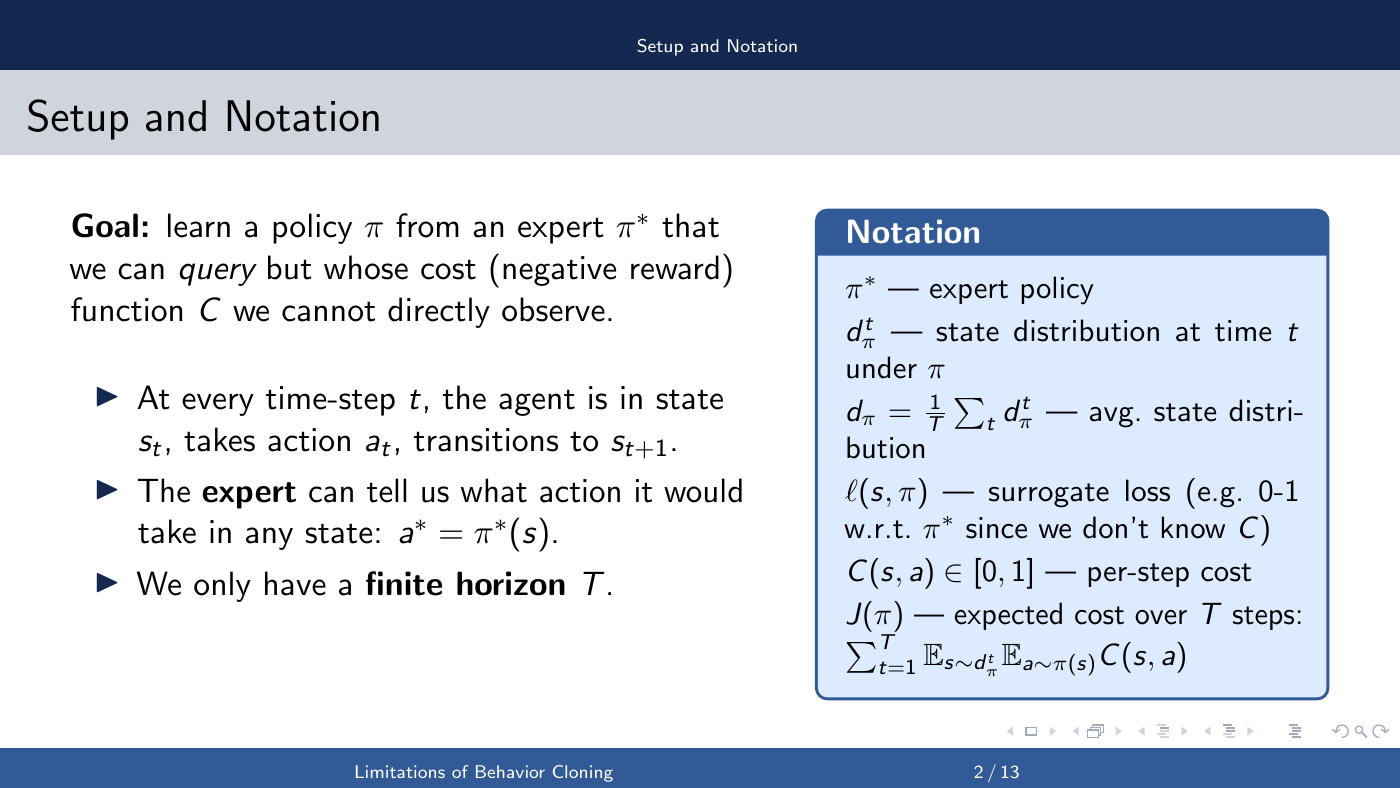 Setup and Notation
Setup and Notation
Goal: learn a policy π from an expert π* that
we can query but whose cost (negative reward)
function C we cannot directly observe.
▶ At every time-step t, the agent is in state
s_t, takes action a_t, transitions to s_{t+1}.
▶ The expert can tell us what action it would
take in any state: a* = π*(s).
▶ We only have a finite horizon T.
Notation
π* — expert policy
d_π^t — state distribution at time t
under π
d_π = 1/T ∑_t d_π^t — avg. state distri-
bution
ℓ(s, π) — surrogate loss (e.g. 0-1
w.r.t. π* since we don't know C)
C(s, a) ∈ [0, 1] — per-step cost
J(π) — expected cost over T steps:
∑_{t=1}^T 𝔼_{s∼d_π^t} 𝔼_{a∼π(s)} C(s, a)
Limitations of Behavior Cloning
2 / 13